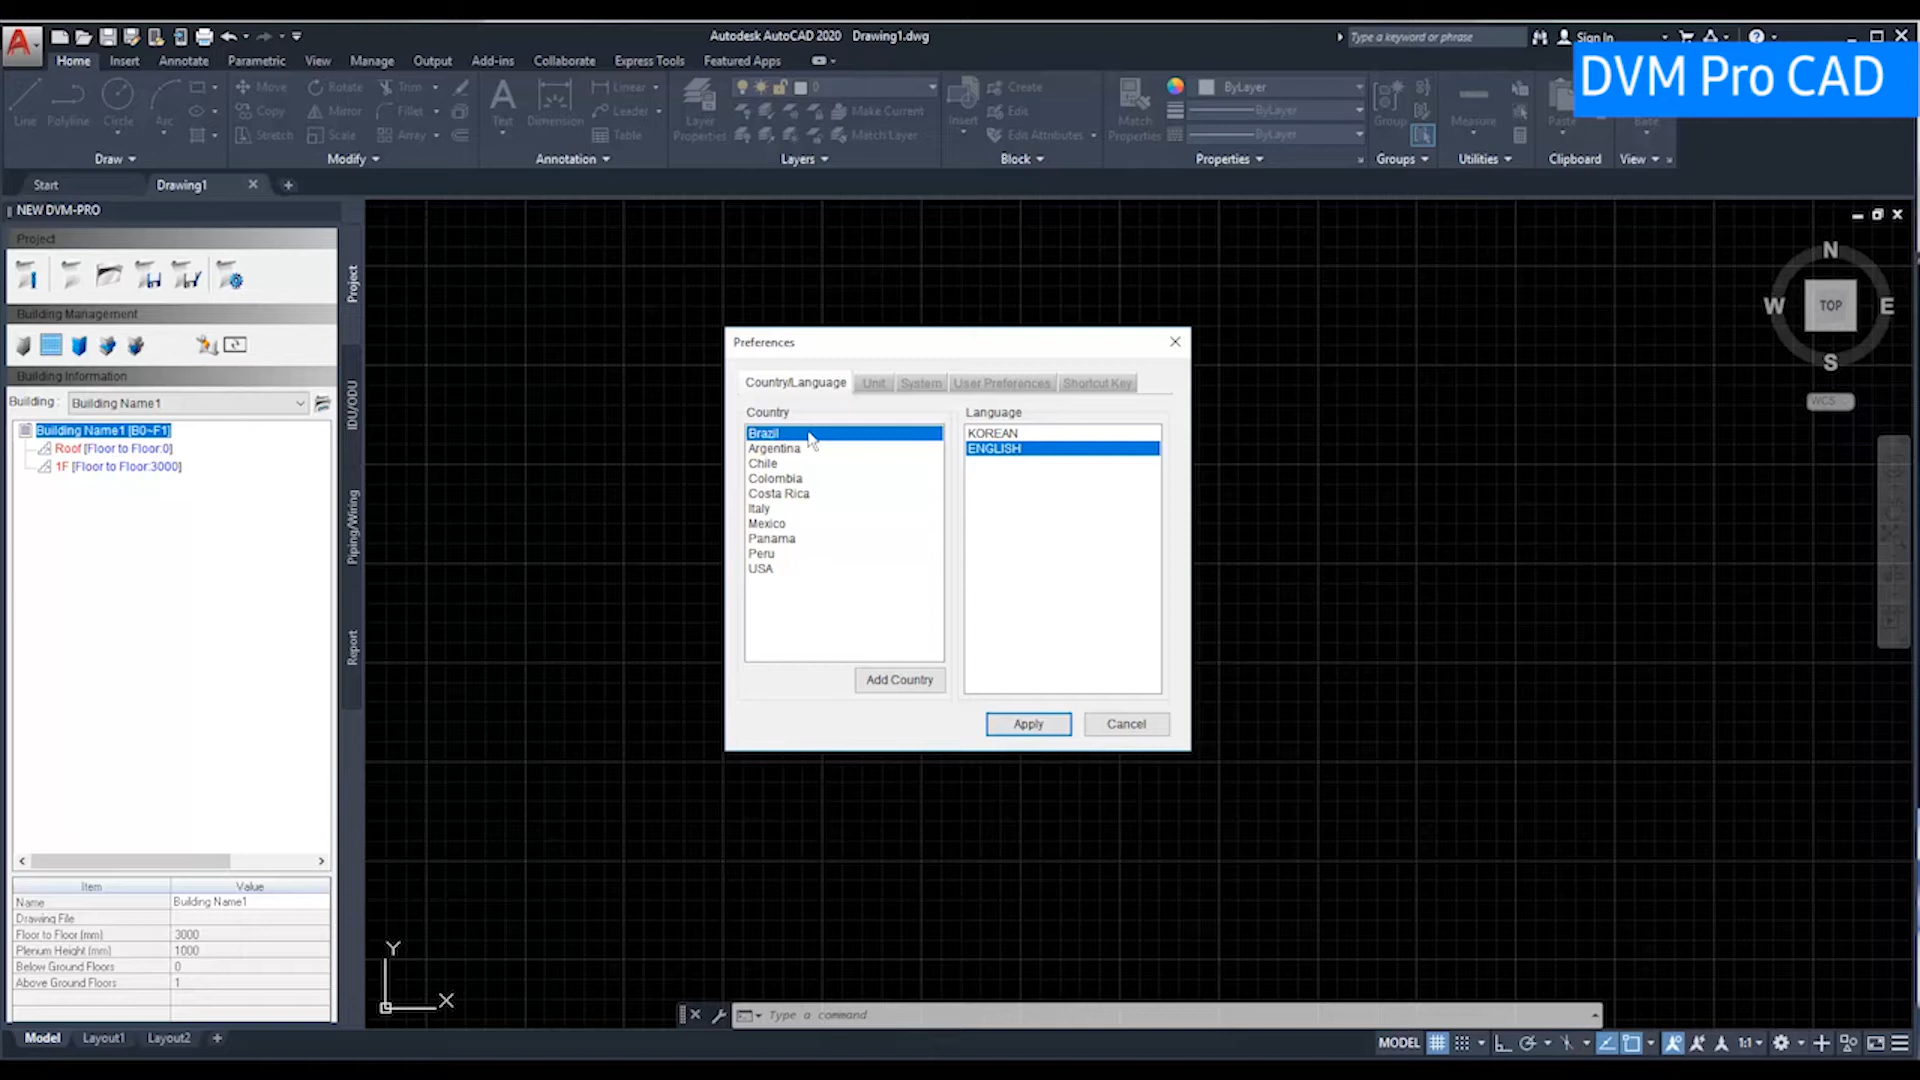 Autodesk AutoCAD 2020 Drawing1.dwg
Type a keyword or phrase
Sign In
DVM Pro CAD
Home Insert Annotate Parametric View Manage Output Add-ins Collaborate Express Tools Featured Apps
Line Polyline Circle Arc
Move Rotate Trim
Copy Mirror Fillet
Stretch Scale Array
Text Dimension
Linear
Leader
Table
Layer Properties
0
Make Current
Match Layer
Insert
Create
Edit
Edit Attributes
Match Properties
ByLayer
ByLayer
ByLayer
Group
Measure
Paste
Base
Draw Modify Annotation Layers Block Properties Groups Utilities Clipboard View
Start Drawing1
NEW DVM-PRO
Project
Building Management
Building Information
Building : Building Name1
Building Name1 [B0~F1]
Roof [Floor to Floor:0]
1F [Floor to Floor:3000]
Project
IDU/ODU
Piping/Wiring
Report
Item Value
Name Building Name1
Drawing File
Floor to Floor (mm) 3000
Plenum Height (mm) 1000
Below Ground Floors 0
Above Ground Floors 1
Preferences
Country/Language Unit System User Preferences Shortcut Key
Country
Brazil
Argentina
Chile
Colombia
Costa Rica
Italy
Mexico
Panama
Peru
USA
Add Country
Language
KOREAN
ENGLISH
Apply Cancel
N
W TOP E
S
WCS
Y
X
Type a command
Model Layout1 Layout2
MODEL
1:1